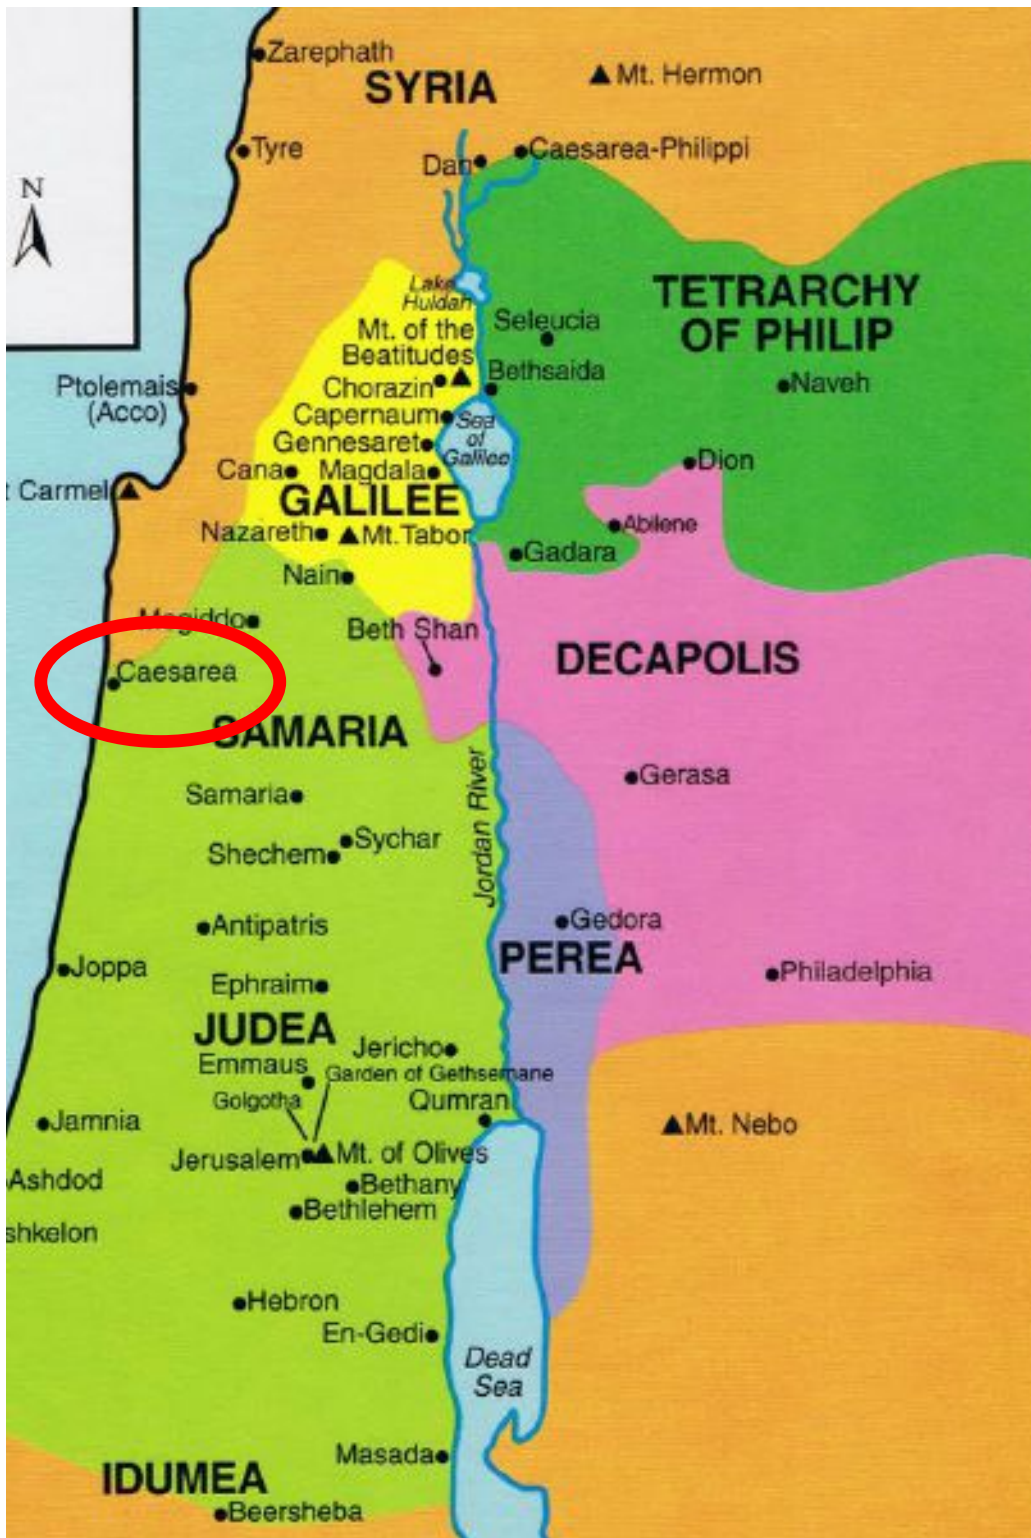 Zarephath
SYRIA
Mt. Hermon
Tyre
Dan
Caesarea-Philippi
N
TETRARCHY
OF PHILIP
Lake
Huldah
Seleucia
Mt. of the
Beatitudes
Chorazin
Bethsaida
Naveh
Ptolemais
(Acco)
Capernaum
Sea
of
Galilee
Gennesaret
Cana
Magdala
Dion
GALILEE
t Carmel
Abilene
Nazareth
Mt. Tabor
Gadara
Nain
Megiddo
Beth Shan
DECAPOLIS
Caesarea
SAMARIA
Jordan River
Gerasa
Samaria
Sychar
Shechem
Antipatris
Gedora
PEREA
Joppa
Philadelphia
Ephraim
JUDEA
Jericho
Emmaus
Garden of Gethsemane
Golgotha
Qumran
Jamnia
Mt. Nebo
Jerusalem
Mt. of Olives
Ashdod
Bethany
Bethlehem
shkelon
Hebron
En-Gedi
Dead
Sea
Masada
IDUMEA
Beersheba